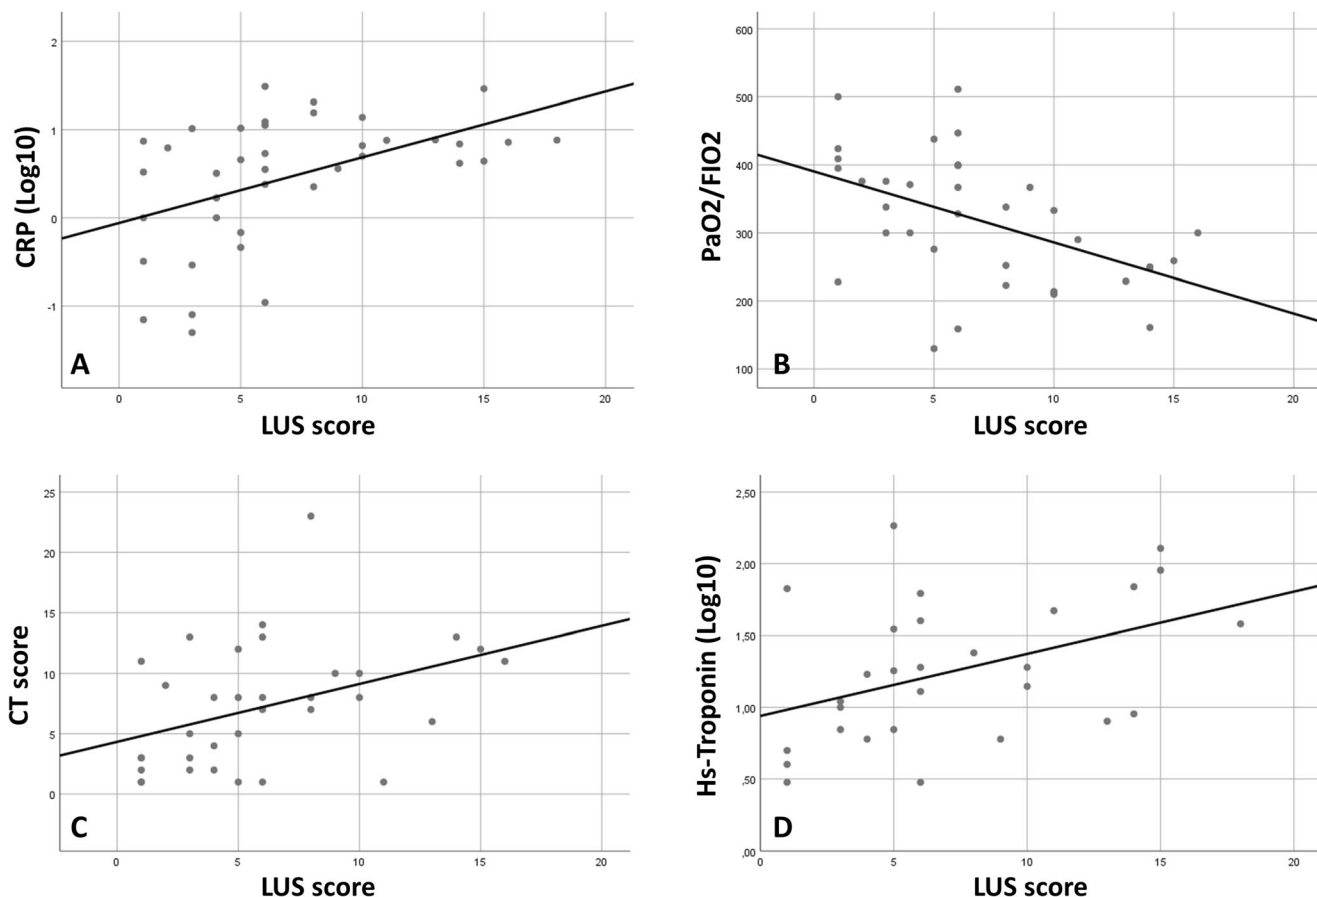 CRP (Log10)
2
1
0
-1
A
0 5 10 15 20
LUS score
PaO2/FIO2
600
500
400
300
200
100
B
0 5 10 15 20
LUS score
CT score
25
20
15
10
5
0
C
0 5 10 15 20
LUS score
Hs-Troponin (Log10)
2,50
2,00
1,50
1,00
,50
,00
D
0 5 10 15 20
LUS score